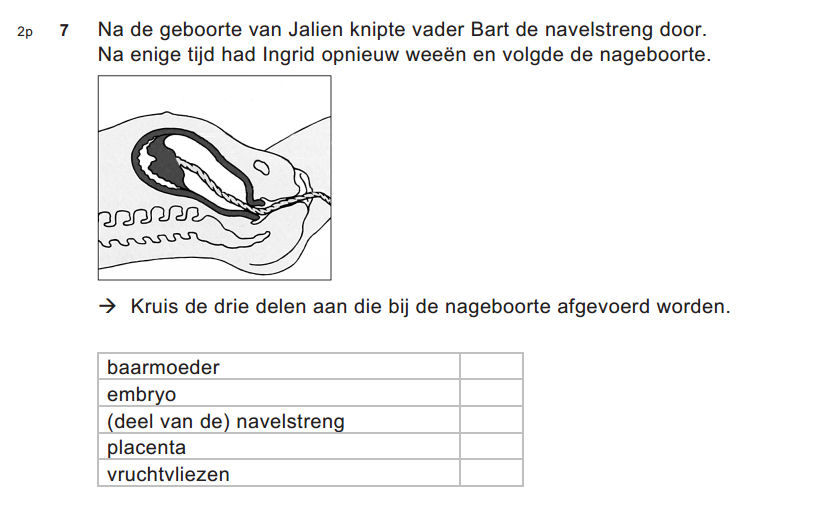 2p 7 Na de geboorte van Jalien knipte vader Bart de navelstreng door.
Na enige tijd had Ingrid opnieuw weeën en volgde de nageboorte.
→ Kruis de drie delen aan die bij de nageboorte afgevoerd worden.
baarmoeder
embryo
(deel van de) navelstreng
placenta
vruchtvliezen